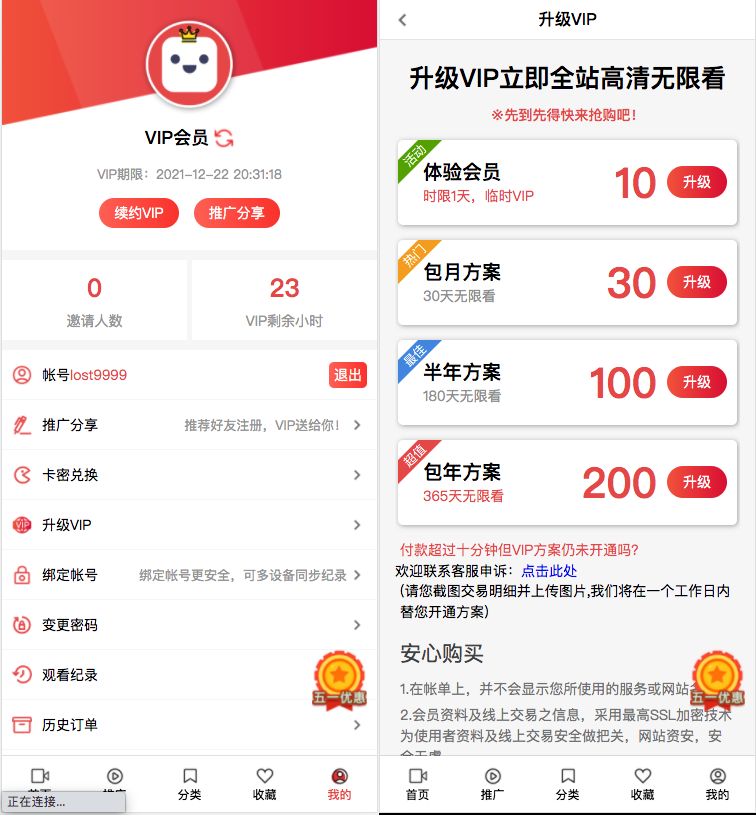 VIP会员
VIP期限：2021-12-22 20:31:18
续约VIP
推广分享
0
邀请人数
23
VIP剩余小时
帐号lost9999
退出
推广分享
推荐好友注册，VIP送给你！
卡密兑换
升级VIP
绑定帐号
绑定帐号更安全，可多设备同步纪录
变更密码
观看纪录
五一优惠
历史订单
推广
分类
收藏
我的
正在连接...
升级VIP
升级VIP立即全站高清无限看
※先到先得快来抢购吧！
活动
体验会员
时限1天，临时VIP
10
升级
热门
包月方案
30天无限看
30
升级
最佳
半年方案
180天无限看
100
升级
超值
包年方案
365天无限看
200
升级
付款超过十分钟但VIP方案仍未开通吗？
欢迎联系客服申诉：点击此处
(请您截图交易明细并上传图片,我们将在一个工作日内
替您开通方案)
安心购买
1.在帐单上，并不会显示您所使用的服务或网站
五一优惠
2.会员资料及线上交易之信息，采用最高SSL加密技术
为使用者资料及线上交易安全做把关，网站资安，安
首页
推广
分类
收藏
我的